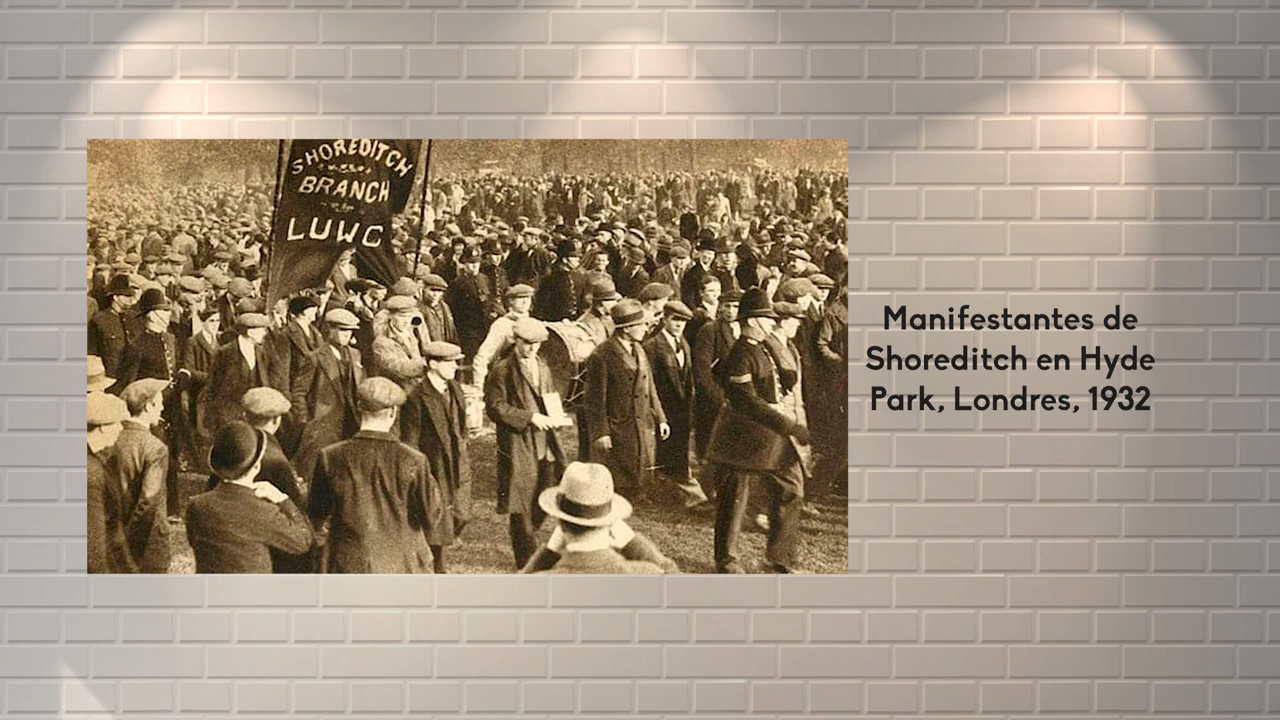 SHOREDITCH
BRANCH
LUWC
Manifestantes de
Shoreditch en Hyde
Park, Londres, 1932